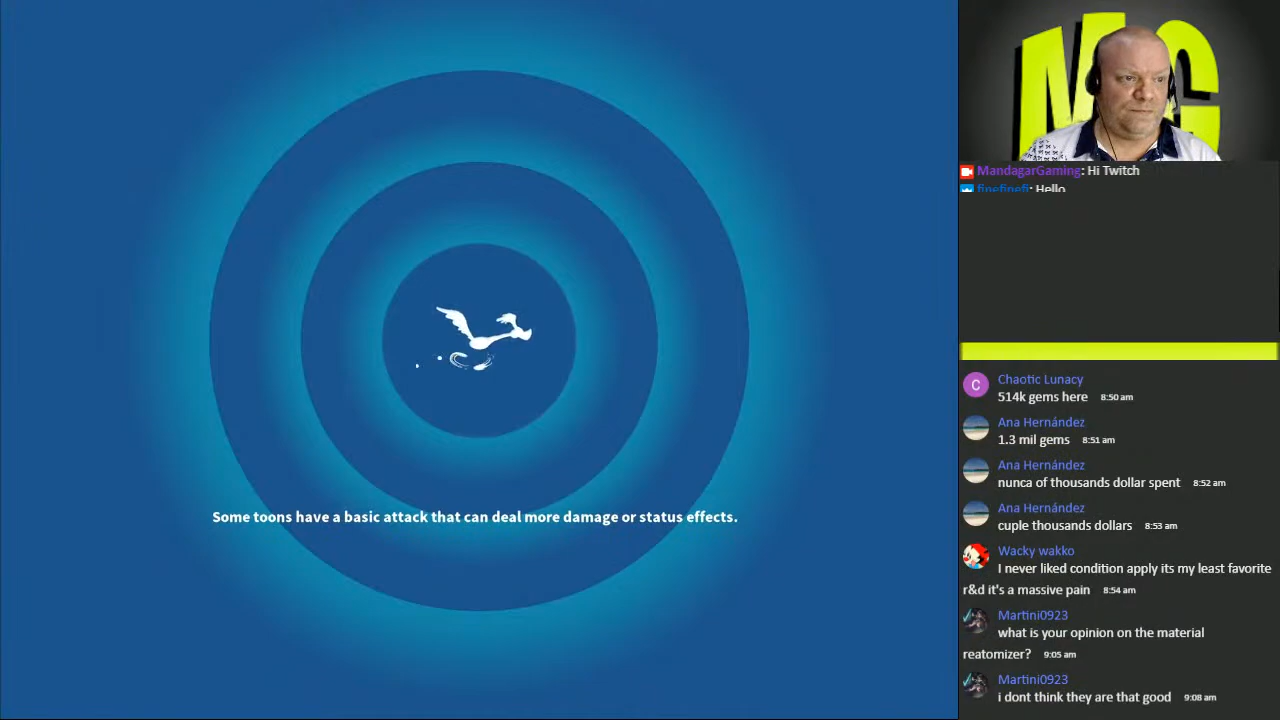 MG
MandagarGaming: Hi Twitch
finefinefi: Hello
Some toons have a basic attack that can deal more damage or status effects.
C
Chaotic Lunacy
514k gems here 8:50 am
Ana Hernández
1.3 mil gems 8:51 am
Ana Hernández
nunca of thousands dollar spent 8:52 am
Ana Hernández
cuple thousands dollars 8:53 am
Wacky wakko
I never liked condition apply its my least favorite
r&d it's a massive pain 8:54 am
Martini0923
what is your opinion on the material
reatomizer? 9:05 am
Martini0923
i dont think they are that good 9:08 am